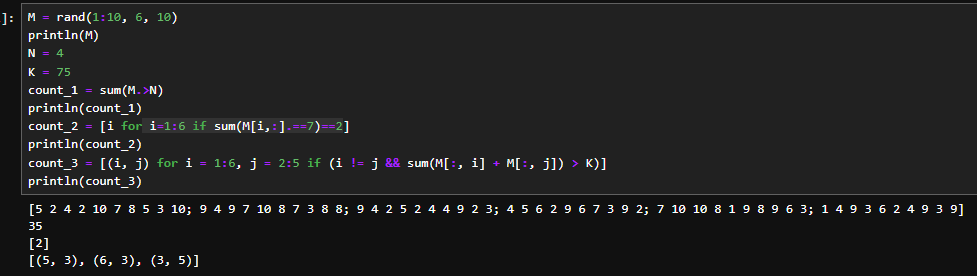 ]:
M = rand(1:10, 6, 10)
println(M)
N = 4
K = 75
count_1 = sum(M.>N)
println(count_1)
count_2 = [i for i=1:6 if sum(M[i,:].==7)==2]
println(count_2)
count_3 = [(i, j) for i = 1:6, j = 2:5 if (i != j && sum(M[:, i] + M[:, j]) > K)]
println(count_3)
[5 2 4 2 10 7 8 5 3 10; 9 4 9 7 10 8 7 3 8 8; 9 4 2 5 2 4 4 9 2 3; 4 5 6 2 9 6 7 3 9 2; 7 10 10 8 1 9 8 9 6 3; 1 4 9 3 6 2 4 9 3 9]
35
[2]
[(5, 3), (6, 3), (3, 5)]